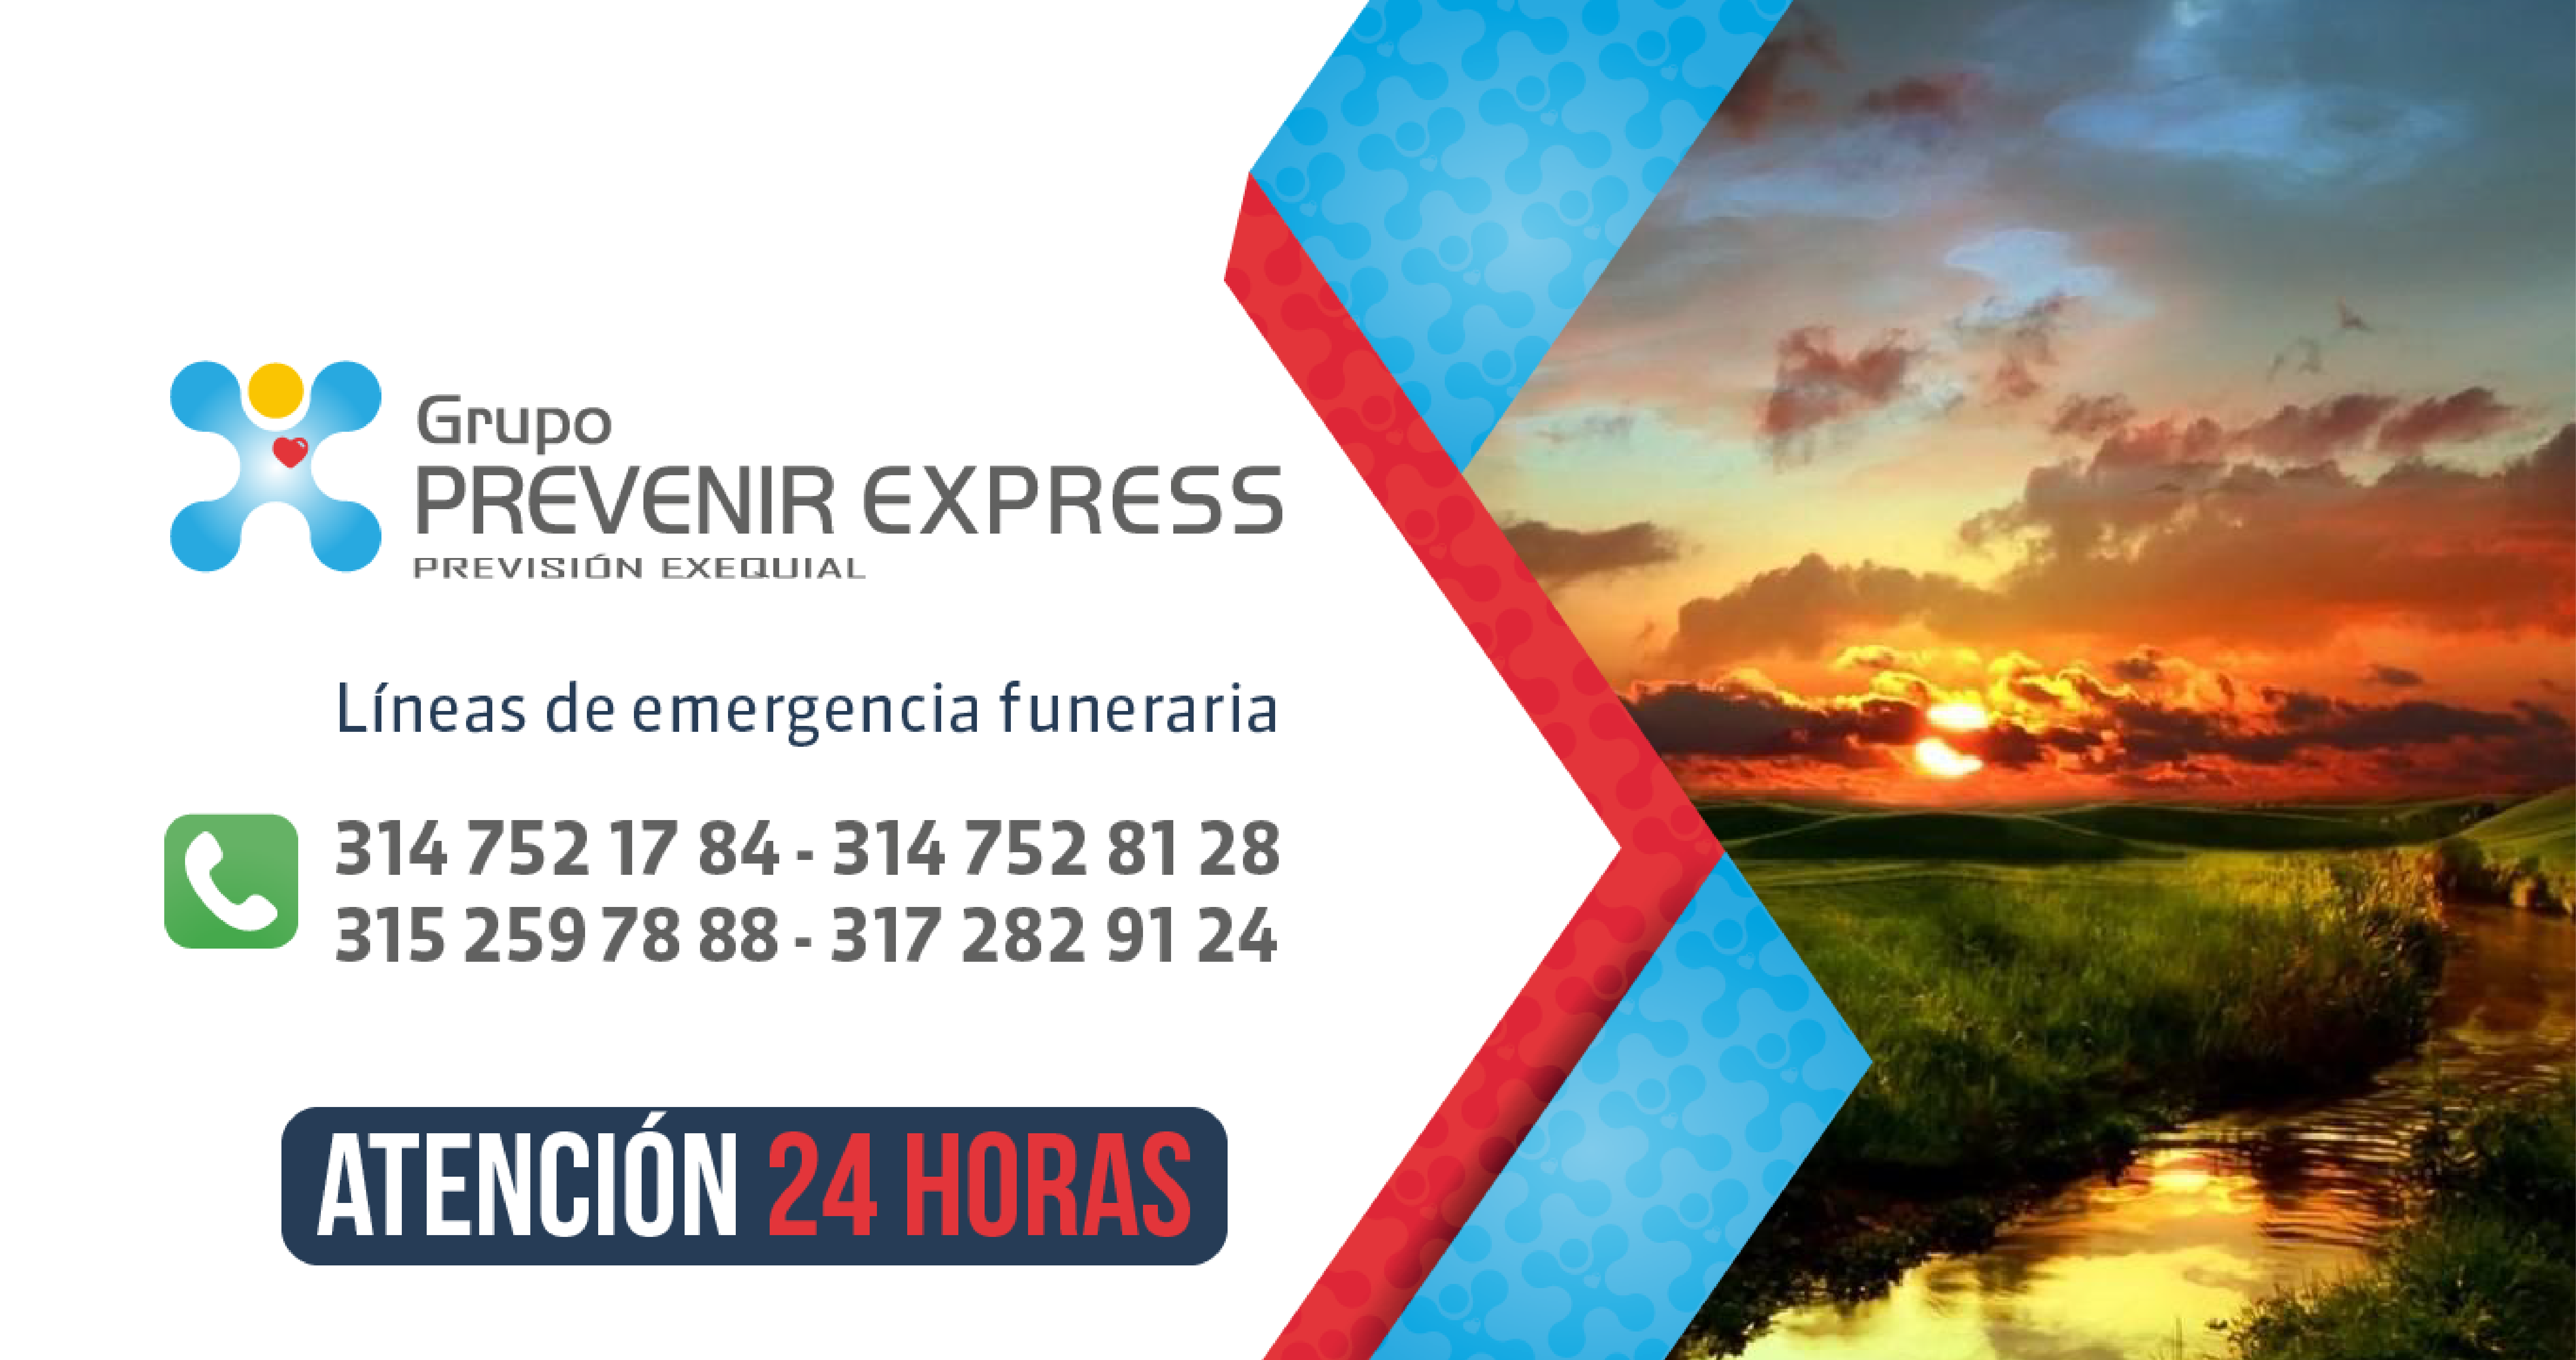 Grupo
PREVENIR EXPRESS
PREVISIÓN EXEQUIAL
Líneas de emergencia funeraria
314 752 17 84 - 314 752 81 28
315 259 78 88 - 317 282 91 24
ATENCIÓN 24 HORAS